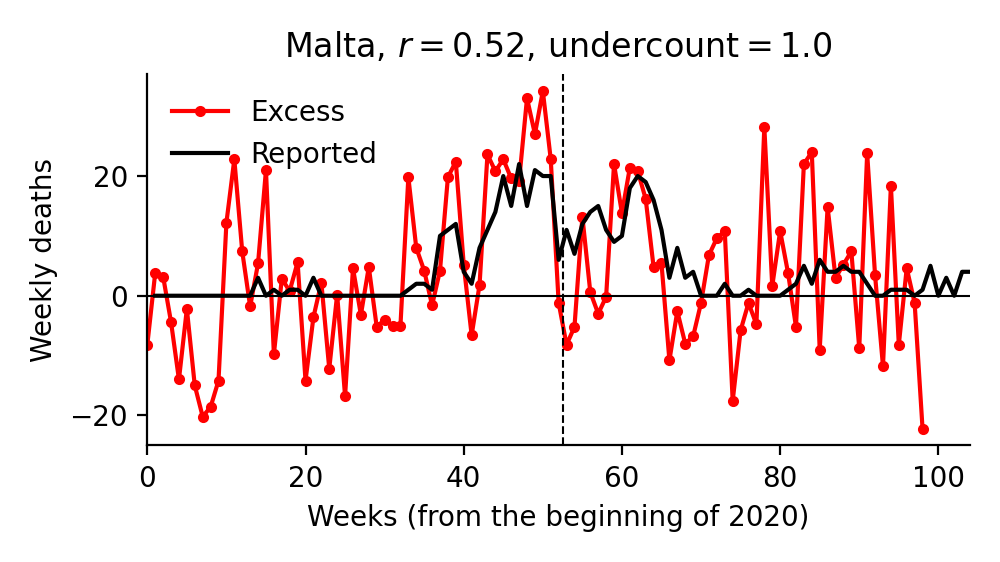 Malta, r = 0.52, undercount = 1.0
Excess
Reported
Weekly deaths
20
0
−20
0 20 40 60 80 100
Weeks (from the beginning of 2020)